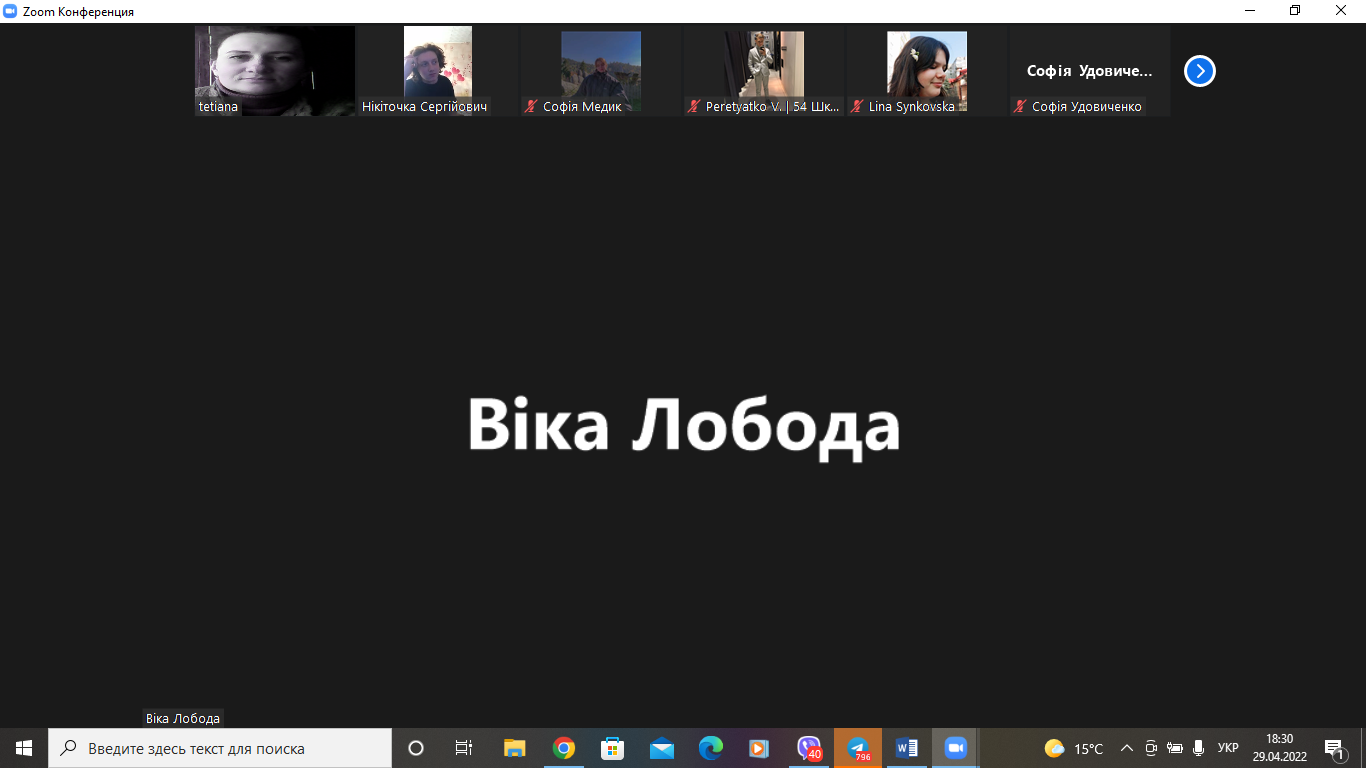 Zoom Конференция
Софія Удовиче...
tetiana
Нікіточка Сергійович
Софія Медик
Peretyatko V. | 54 Шк...
Lina Synkovska
Софія Удовиченко
Віка Лобода
Віка Лобода
Введите здесь текст для поиска
40
796
15°C
УКР
18:30
29.04.2022
1